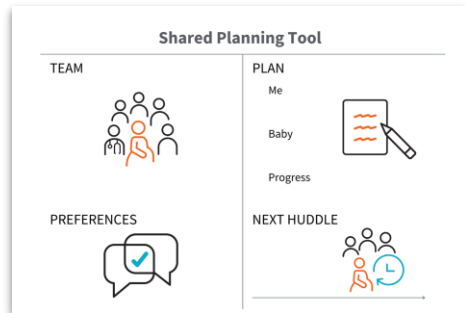 Shared Planning Tool
TEAM
PLAN
Me
Baby
Progress
PREFERENCES
NEXT HUDDLE